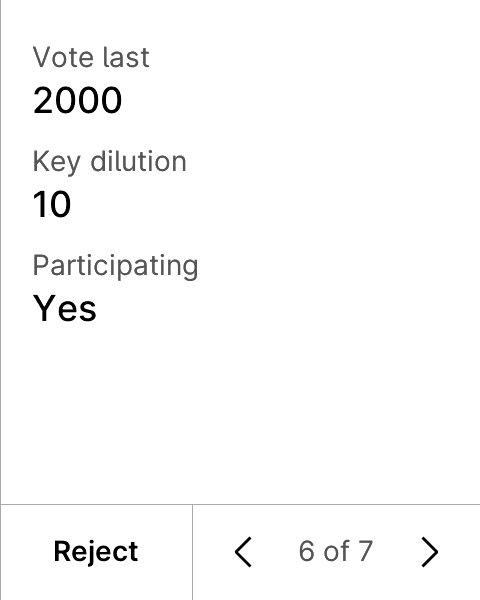 Vote last
2000
Key dilution
10
Participating
Yes
Reject
6 of 7